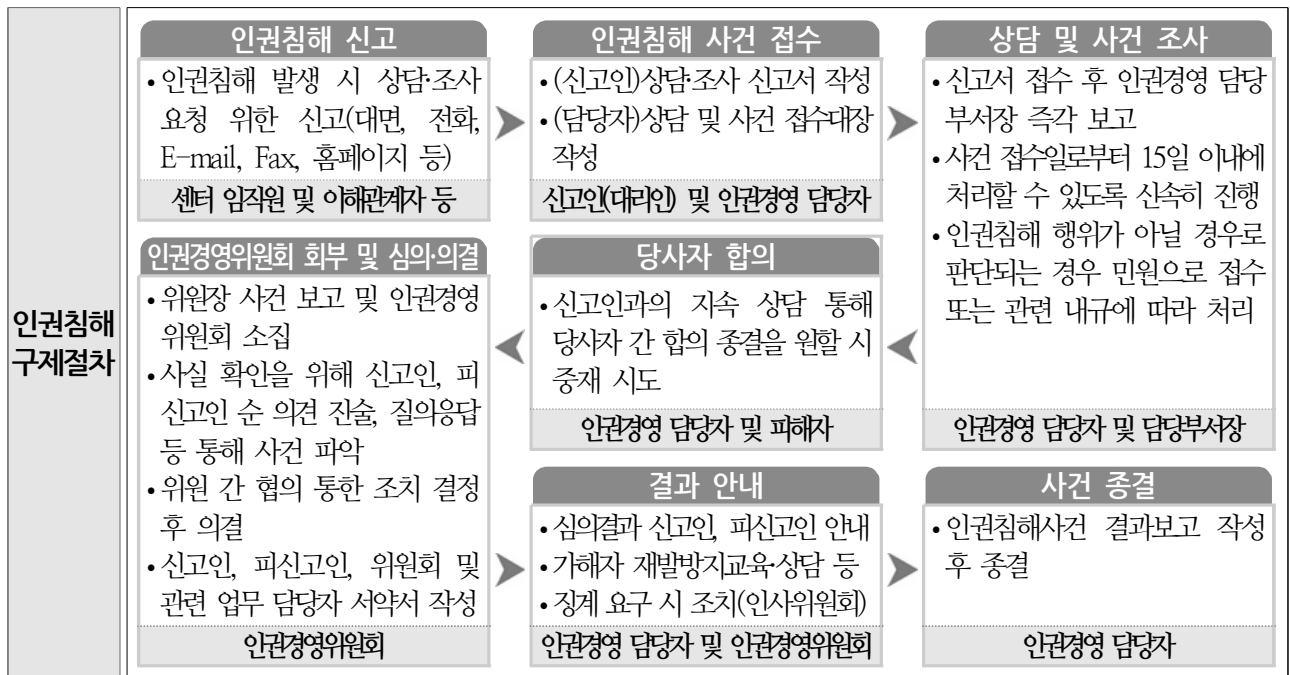 인권침해
구제절차
인권침해 신고
• 인권침해 발생 시 상담·조사
요청 위한 신고(대면, 전화,
E-mail, Fax, 홈페이지 등)
센터 임직원 및 이해관계자 등
인권침해 사건 접수
• (신고인)상담·조사 신고서 작성
• (담당자)상담 및 사건 접수대장
작성
신고인(대리인) 및 인권경영 담당자
상담 및 사건 조사
• 신고서 접수 후 인권경영 담당
부서장 즉각 보고
• 사건 접수일로부터 15일 이내에
처리할 수 있도록 신속히 진행
• 인권침해 행위가 아닐 경우로
판단되는 경우 민원으로 접수
또는 관련 내규에 따라 처리
인권경영 담당자 및 담당부서장
당사자 합의
• 신고인과의 지속 상담 통해
당사자 간 합의 종결을 원할 시
중재 시도
인권경영 담당자 및 피해자
인권경영위원회 회부 및 심의·의결
• 위원장 사건 보고 및 인권경영
위원회 소집
• 사실 확인을 위해 신고인, 피
신고인 순 의견 진술, 질의응답
등 통해 사건 파악
• 위원 간 협의 통한 조치 결정
후 의결
• 신고인, 피신고인, 위원회 및
관련 업무 담당자 서약서 작성
인권경영위원회
결과 안내
• 심의결과 신고인, 피신고인 안내
• 가해자 재발방지교육·상담 등
• 징계 요구 시 조치(인사위원회)
인권경영 담당자 및 인권경영위원회
사건 종결
• 인권침해사건 결과보고 작성
후 종결
인권경영 담당자